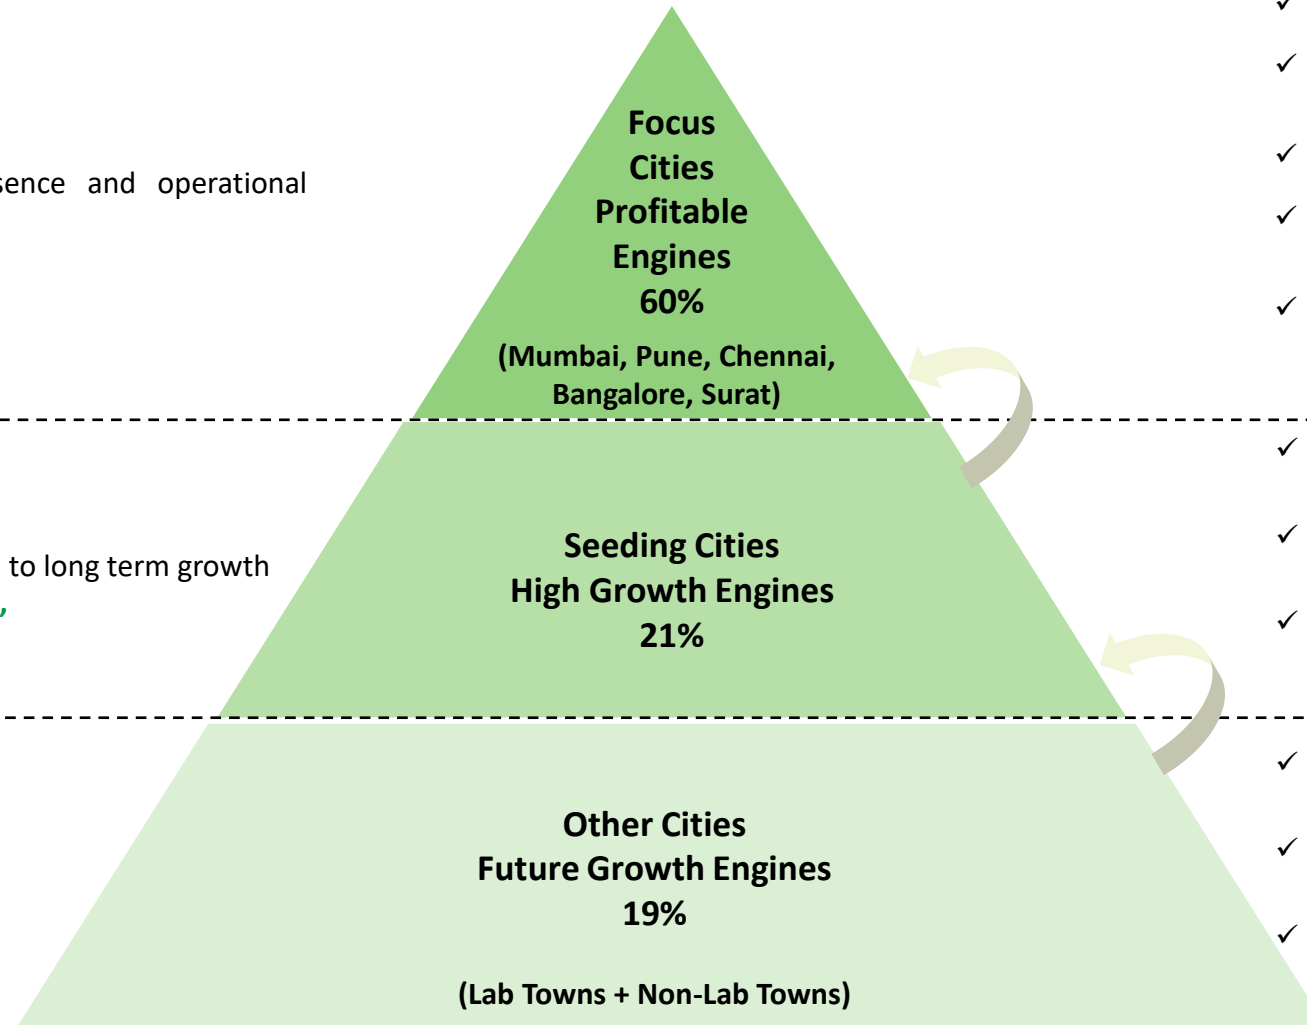 Focus
Cities
sence and operational
Profitable
Engines
60%
(Mumbai, Pune, Chennai,
Bangalore, Surat)
Seeding Cities
to long term growth
High Growth Engines
,
21%
Other Cities
Future Growth Engines
19%
(Lab Towns + Non-Lab Towns)